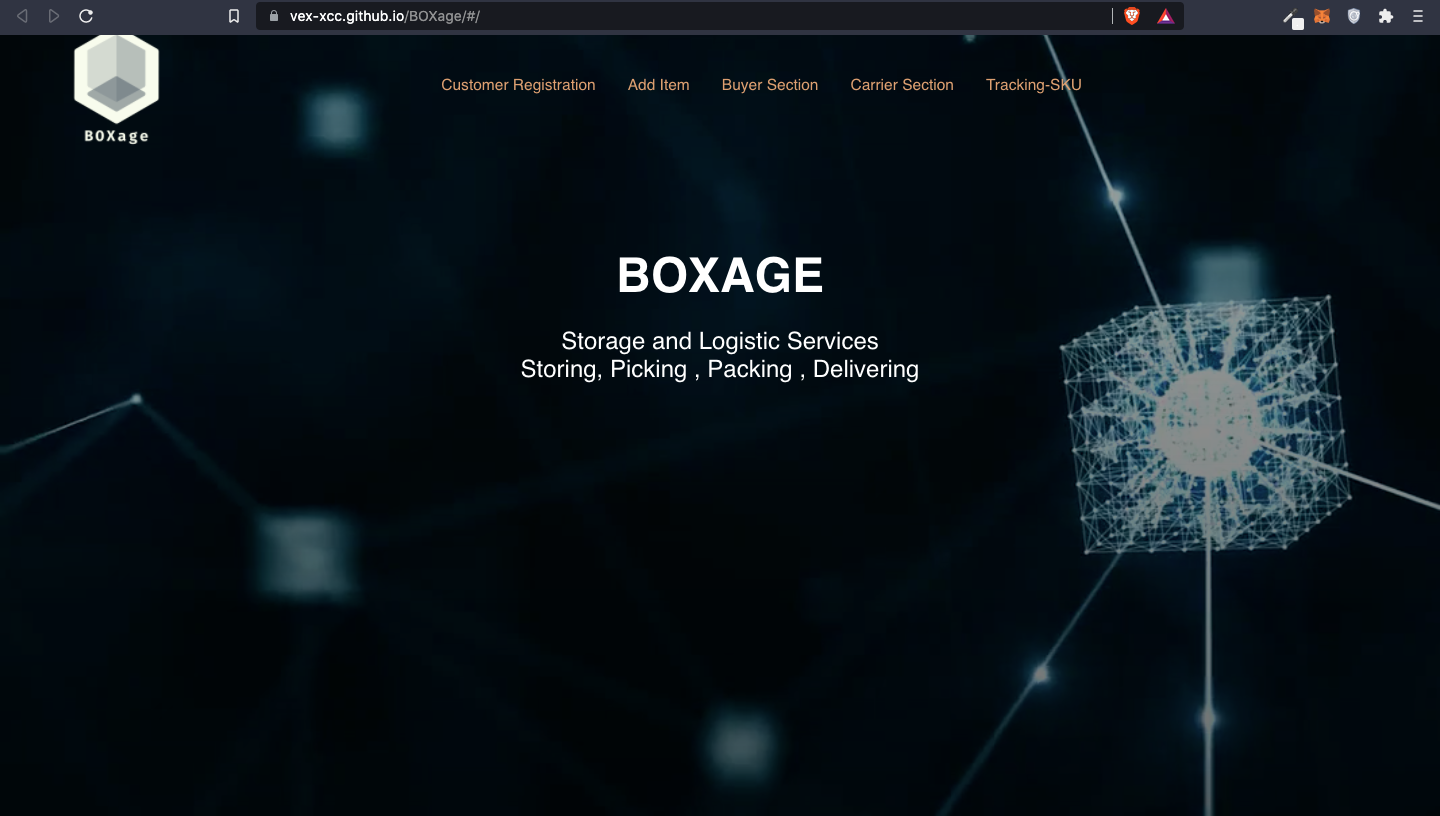 vex-xcc.github.io/BOXage/#/
BOXage
Customer Registration Add Item Buyer Section Carrier Section Tracking-SKU
BOXAGE
Storage and Logistic Services
Storing, Picking , Packing , Delivering